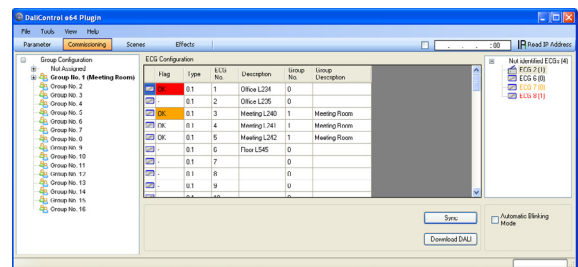 DaliControl e64 Plugin
File Tools View Help
Parameter Commissioning Scenes Effects . . . :00 Read IP Address
Group Configuration
Not Assigned
Group No. 1 (Meeting Room)
Group No. 2
Group No. 3
Group No. 4
Group No. 5
Group No. 6
Group No. 7
Group No. 8
Group No. 9
Group No. 10
Group No. 11
Group No. 12
Group No. 13
Group No. 14
Group No. 15
Group No. 16
ECG Configuration
Flag Type ECG No. Description Group No. Group Description
OK 0.1 1 Office L234 0
- 0.1 2 Office L235 0
OK 0.1 3 Meeting L240 1 Meeting Room
OK 0.1 4 Meeting L241 1 Meeting Room
OK 0.1 5 Meeting L242 1 Meeting Room
- 0.1 6 Floor L545 0
- 0.1 7 0
- 0.1 8 0
- 0.1 9 0
- 0.1 10 0
Not identified ECGs (4)
ECG 2 (1)
ECG 6 (0)
ECG 7 (0)
ECG 8 (1)
Sync
Download DALI
Automatic Blinking
Mode